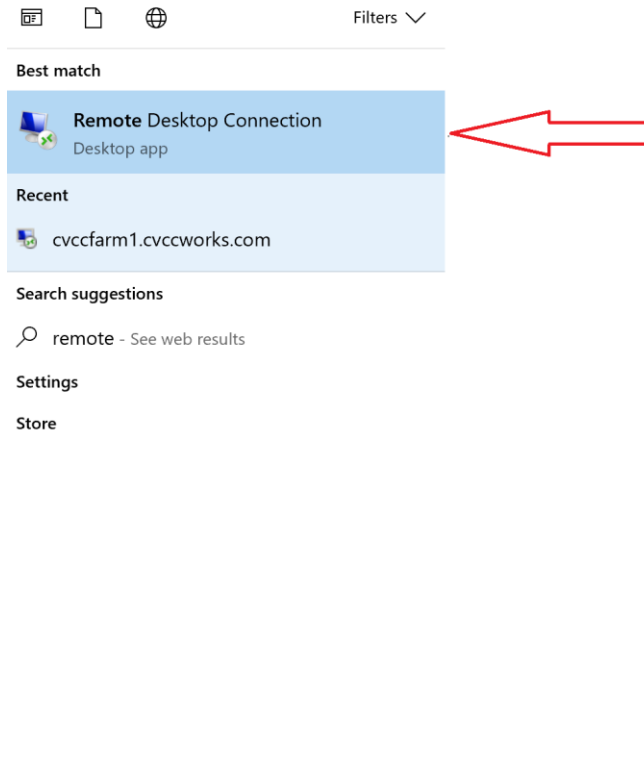 Filters
Best match
Remote Desktop Connection
Desktop app
Recent
cvccfarm1.cvccworks.com
Search suggestions
remote - See web results
Settings
Store